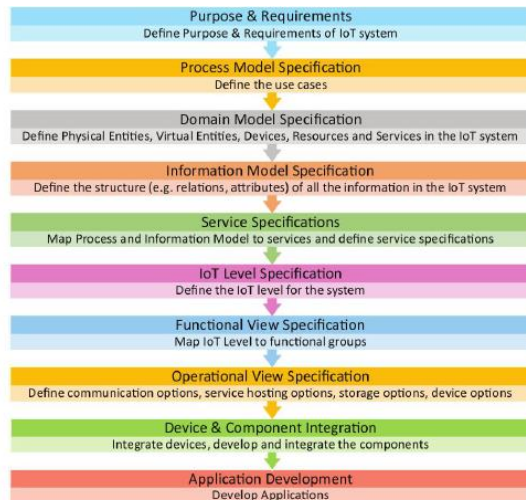 Purpose & Requirements
Define Purpose & Requirements of IoT system
Process Model Specification
Define the use cases
Domain Model Specification
Define Physical Entities, Virtual Entities, Devices, Resources and Services in the IoT system
Information Model Specification
Define the structure (e.g. relations, attributes) of all the information in the IoT system
Service Specifications
Map Process and Information Model to services and define service specifications
IoT Level Specification
Define the IoT level for the system
Functional View Specification
Map IoT Level to functional groups
Operational View Specification
Define communication options, service hosting options, storage options, device options
Device & Component Integration
Integrate devices, develop and integrate the components
Application Development
Develop Applications